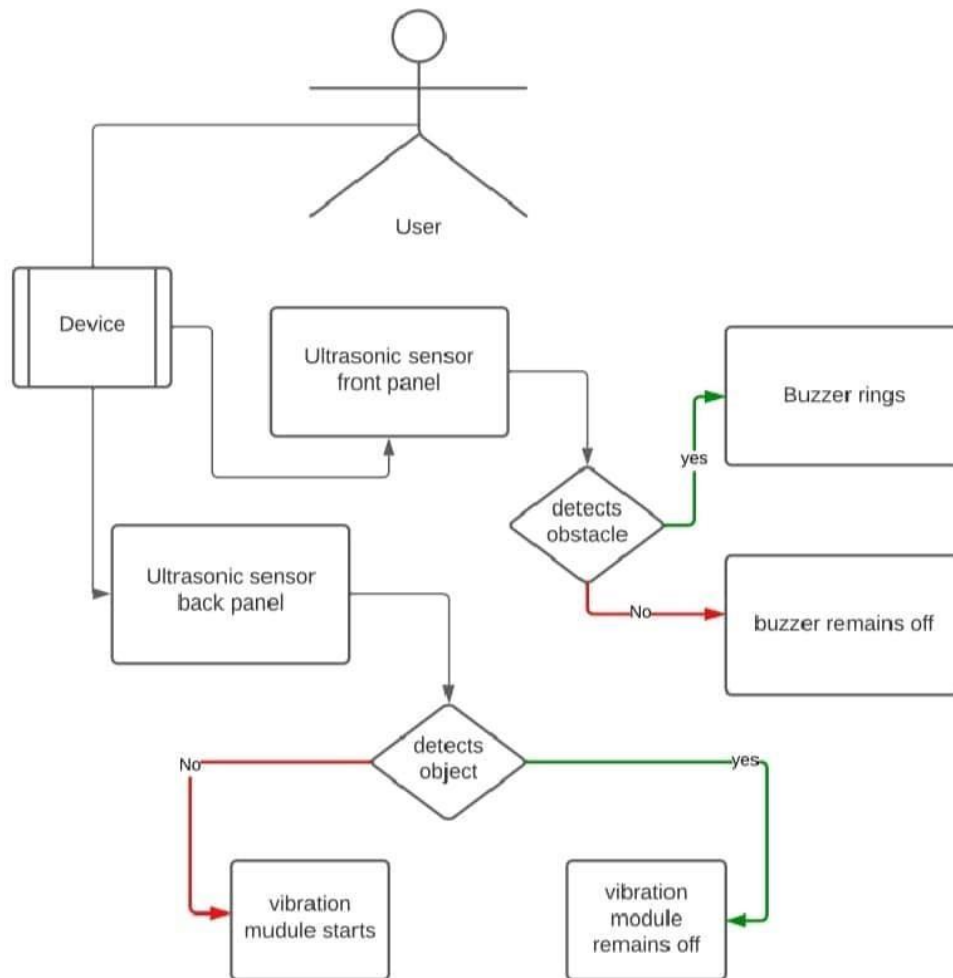 User
Device
Ultrasonic sensor
front panel
Buzzer rings
yes
detects
obstacle
No
buzzer remains off
Ultrasonic sensor
back panel
detects
object
No
yes
vibration
mudule starts
vibration
module
remains off